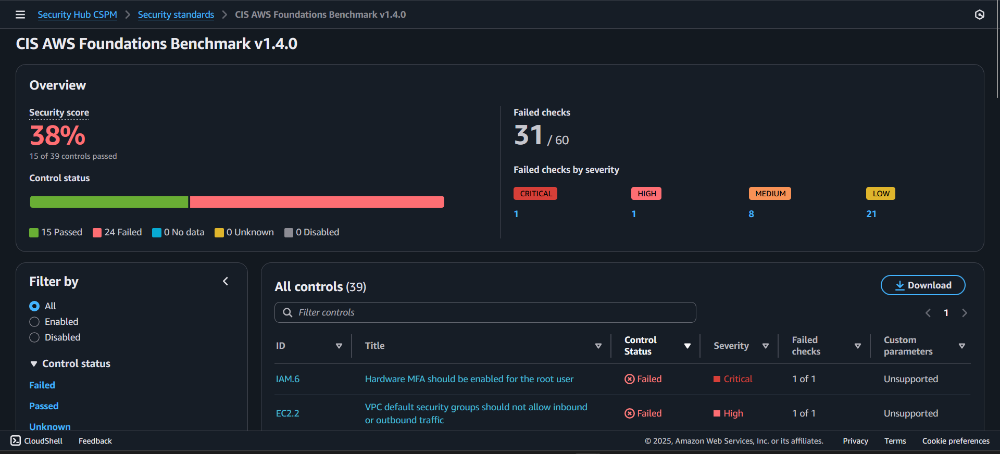 Security Hub CSPM
Security standards
CIS AWS Foundations Benchmark v1.4.0
CIS AWS Foundations Benchmark v1.4.0
Overview
Security score
38%
15 of 39 controls passed
Control status
15 Passed
24 Failed
0 No data
0 Unknown
0 Disabled
Failed checks
31 / 60
Failed checks by severity
CRITICAL
1
HIGH
1
MEDIUM
8
LOW
21
Filter by
All
Enabled
Disabled
Control status
Failed
Passed
Unknown
All controls (39)
Download
Filter controls
1
ID
Title
Control
Status
Severity
Failed
checks
Custom
parameters
IAM.6
Hardware MFA should be enabled for the root user
Failed
Critical
1 of 1
Unsupported
EC2.2
VPC default security groups should not allow inbound
or outbound traffic
Failed
High
1 of 1
Unsupported
CloudShell
Feedback
© 2025, Amazon Web Services, Inc. or its affiliates.
Privacy
Terms
Cookie preferences